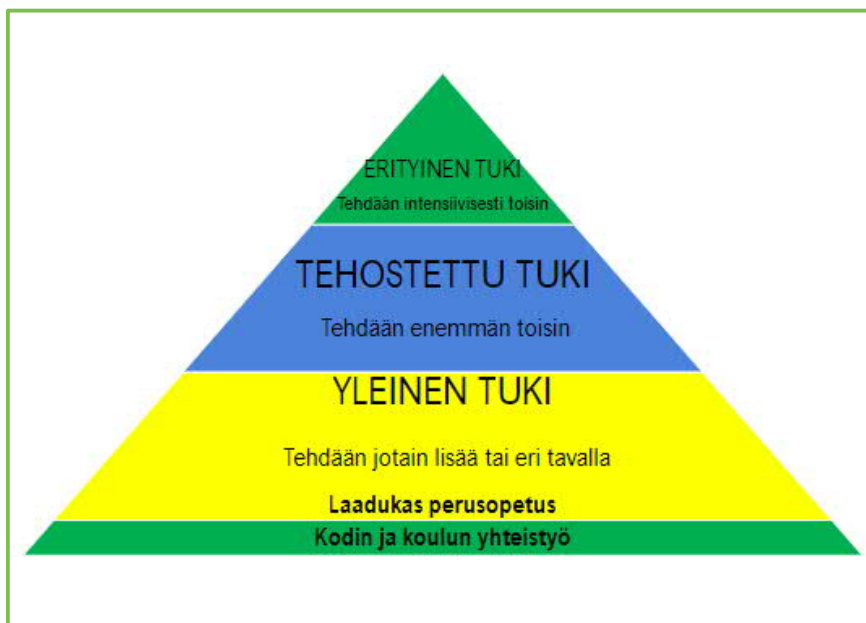 ERITYINEN TUKI
Tehdään intensiivisesti toisin
TEHOSTETTU TUKI
Tehdään enemmän toisin
YLEINEN TUKI
Tehdään jotain lisää tai eri tavalla
Laadukas perusopetus
Kodin ja koulun yhteistyö